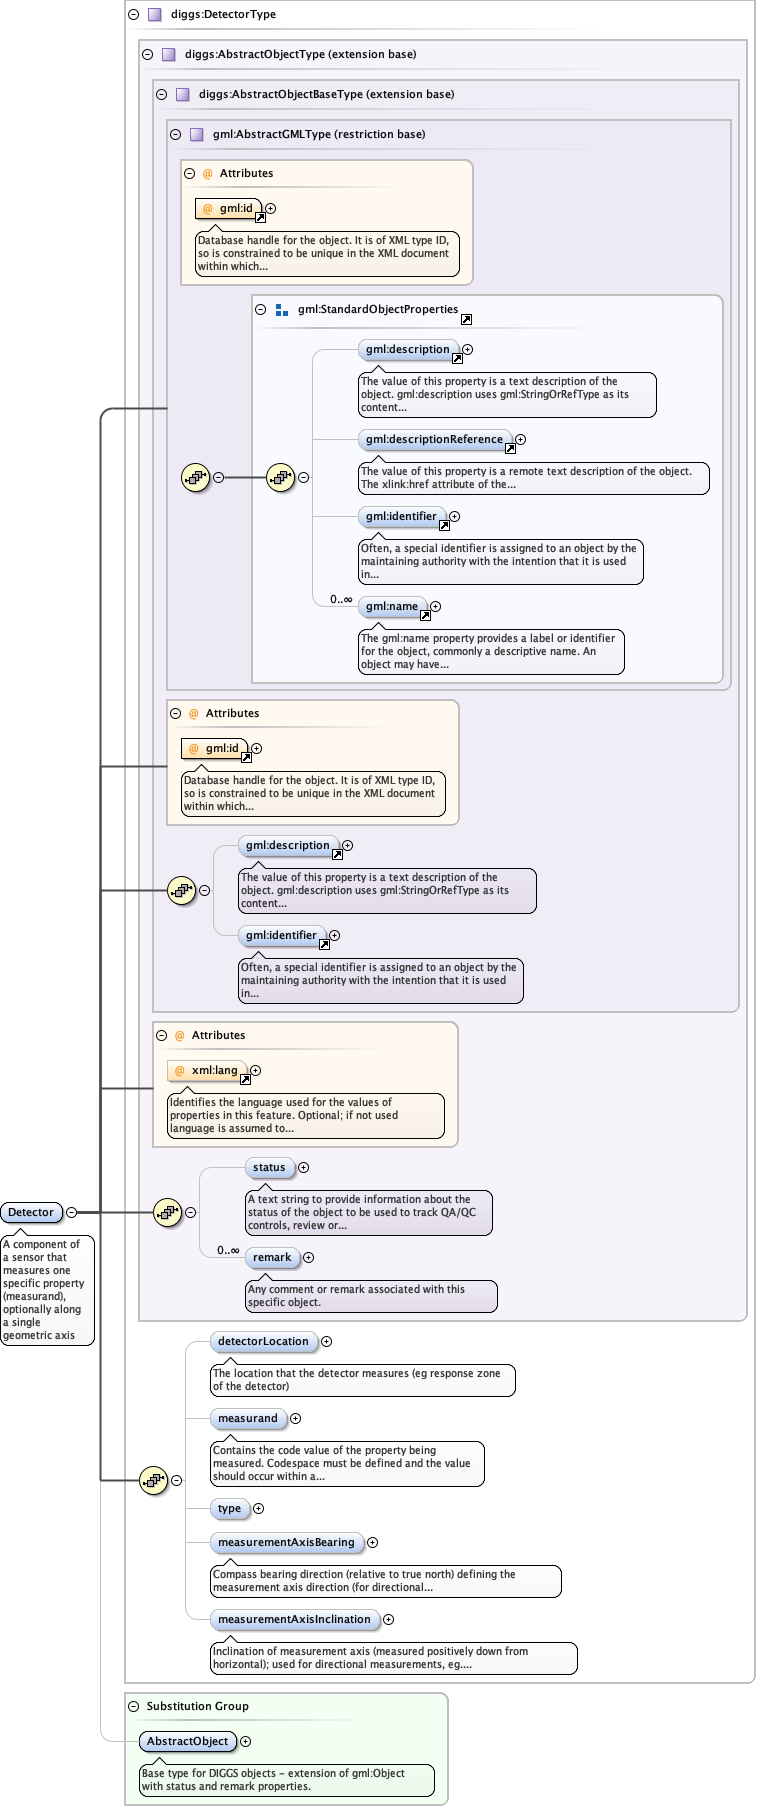 diggs:DetectorType
diggs:AbstractObjectType (extension base)
diggs:AbstractObjectBaseType (extension base)
gml:AbstractGMLType (restriction base)
@ Attributes
@ gml:id
Database handle for the object. It is of XML type ID,
so is constrained to be unique in the XML document
within which...
gml:StandardObjectProperties
gml:description
The value of this property is a text description of the
object. gml:description uses gml:StringOrRefType as its
content...
gml:descriptionReference
The value of this property is a remote text description of the object.
The xlink:href attribute of the...
gml:identifier
Often, a special identifier is assigned to an object by the
maintaining authority with the intention that it is used
in...
0..∞
gml:name
The gml:name property provides a label or identifier
for the object, commonly a descriptive name. An
object may have...
@ Attributes
@ gml:id
Database handle for the object. It is of XML type ID,
so is constrained to be unique in the XML document
within which...
gml:description
The value of this property is a text description of the
object. gml:description uses gml:StringOrRefType as its
content...
gml:identifier
Often, a special identifier is assigned to an object by the
maintaining authority with the intention that it is used
in...
@ Attributes
@ xml:lang
Identifies the language used for the values of
properties in this feature. Optional; if not used
language is assumed to...
status
A text string to provide information about the
status of the object to be used to track QA/QC
controls, review or...
0..∞
remark
Any comment or remark associated with this
specific object.
Detector
A component of
a sensor that
measures one
specific property
(measurand),
optionally along
a single
geometric axis
detectorLocation
The location that the detector measures (eg response zone
of the detector)
measurand
Contains the code value of the property being
measured. Codespace must be defined and the value
should occur within a...
type
measurementAxisBearing
Compass bearing direction (relative to true north) defining the
measurement axis direction (for directional...
measurementAxisInclination
Inclination of measurement axis (measured positively down from
horizontal); used for directional measurements, eg....
Substitution Group
AbstractObject
Base type for DIGGS objects - extension of gml:Object
with status and remark properties.